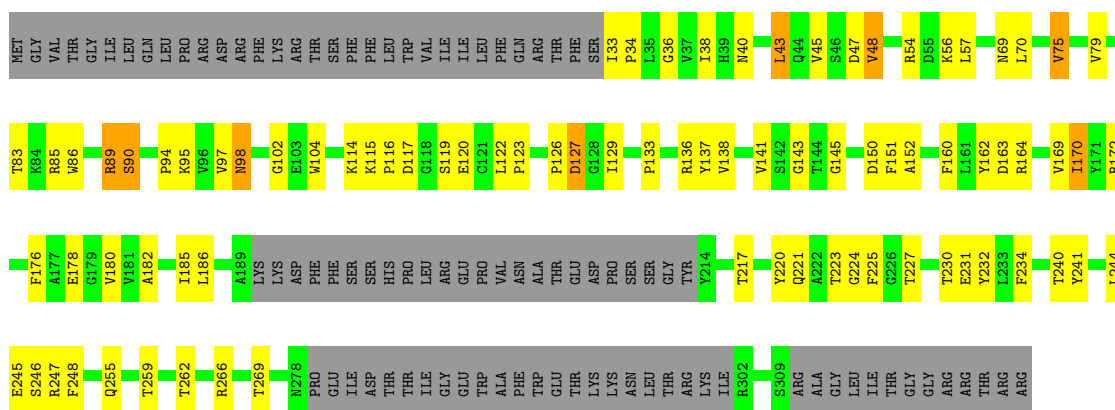 MET GLY VAL THR GLY ILE LEU GLN LEU PRO ARG ASP ARG PHE LYS ARG THR SER PHE PHE LEU TRP VAL ILE ILE LEU PHE GLN ARG THR PHE SER I33 P34 L35 G36 V37 I38 H39 N40 L43 Q44 V45 S46 D47 V48 R54 D55 K56 L57 N69 L70 V75 V79
T83 K84 R85 W86 R89 S90 P94 K95 V96 V97 N98 G102 E103 W104 K114 K115 P116 D117 G118 S119 E120 C121 L122 P123 P126 D127 G128 I129 P133 R136 Y137 V138 V141 S142 G143 T144 G145 D150 F151 A152 F160 L161 Y162 D163 R164 V169 I170 Y171 R172
F176 A177 E178 G179 V180 V181 A182 I185 L186 A189 LYS LYS ASP PHE PHE SER SER HIS PRO LEU ARG GLU PRO VAL ASN ALA THR GLU ASP PRO SER SER GLY TYR Y214 T217 Y220 Q221 A222 T223 G224 F225 G226 T227 T230 E231 Y232 L233 F234 T240 Y241 L244
E245 S246 R247 F248 Q255 T259 T262 R266 T269 N278 PRO GLU ILE ASP THR THR ILE GLY GLU TRP ALA PHE TRP GLU THR LYS LYS ASN LEU THR ARG LYS ILE R302 S309 ARG ALA GLY LEU ILE THR GLY GLY ARG ARG THR ARG ARG